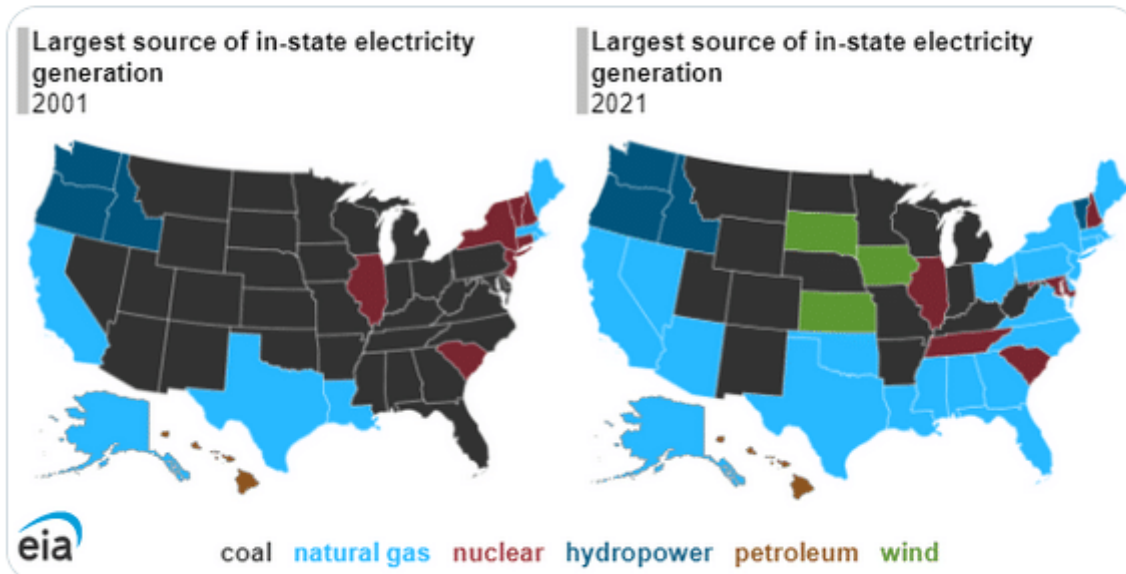 Largest source of in-state electricity
generation
2001
Largest source of in-state electricity
generation
2021
eia
coal natural gas nuclear hydropower petroleum wind